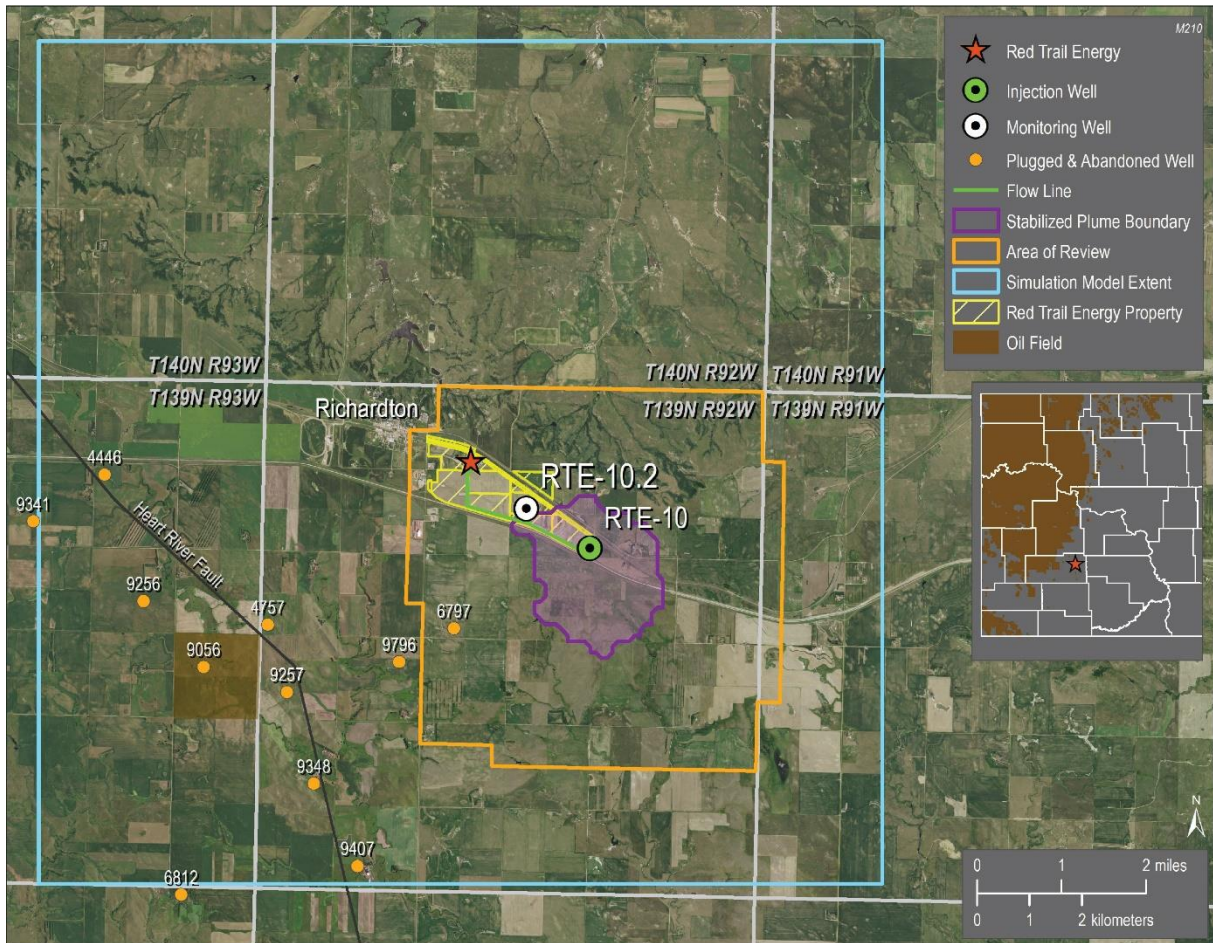 M210
Red Trail Energy
Injection Well
Monitoring Well
Plugged & Abandoned Well
Flow Line
Stabilized Plume Boundary
Area of Review
Simulation Model Extent
Red Trail Energy Property
Oil Field
T140N R93W
T139N R93W
T140N R92W
T139N R92W
T140N R91W
T139N R91W
Richardton
RTE-10.2
RTE-10
4446
9341
Heart River Fault
9256
4757
6797
9056
9796
9257
9348
9407
6812
N
0 1 2 miles
0 1 2 kilometers